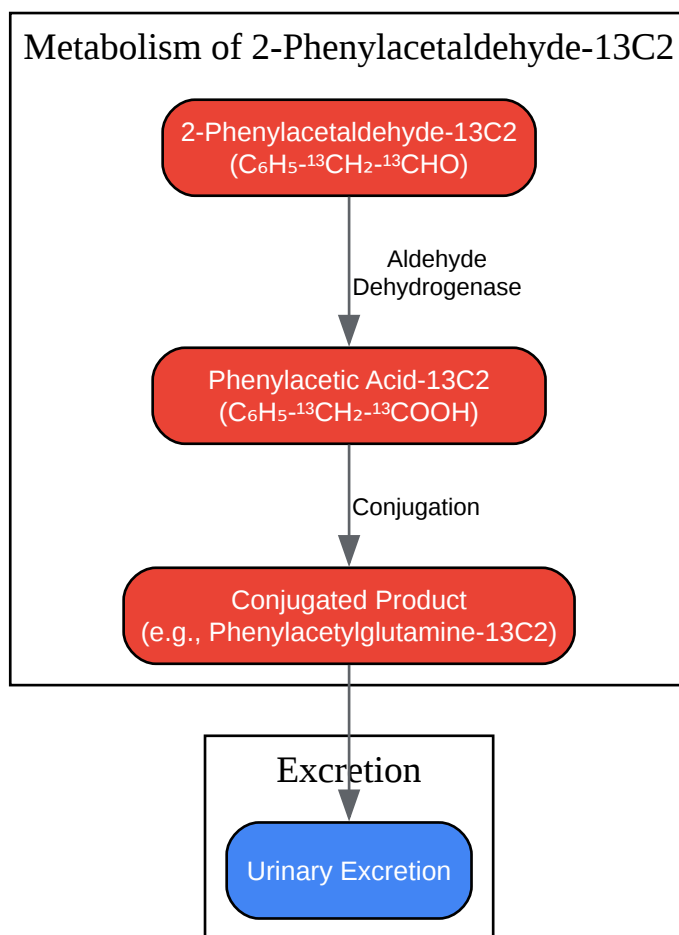 Metabolism of 2-Phenylacetaldehyde-13C2
2-Phenylacetaldehyde-13C2
(C₆H₅-¹³CH₂-¹³CHO)
Aldehyde
Dehydrogenase
Phenylacetic Acid-13C2
(C₆H₅-¹³CH₂-¹³COOH)
Conjugation
Conjugated Product
(e.g., Phenylacetylglutamine-13C2)
Excretion
Urinary Excretion